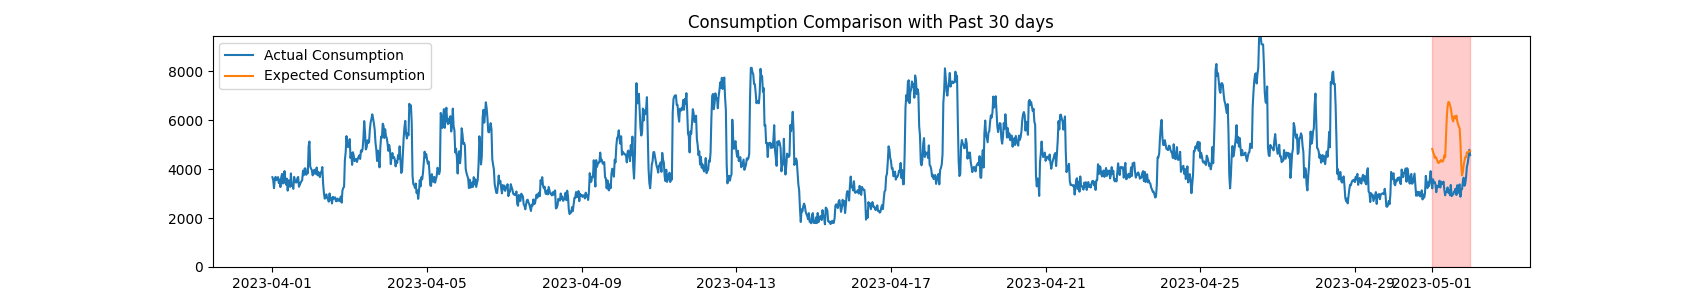 Consumption Comparison with Past 30 days
Actual Consumption
Expected Consumption
8000
6000
4000
2000
0
2023-04-01 2023-04-05 2023-04-09 2023-04-13 2023-04-17 2023-04-21 2023-04-25 2023-04-29 2023-05-01